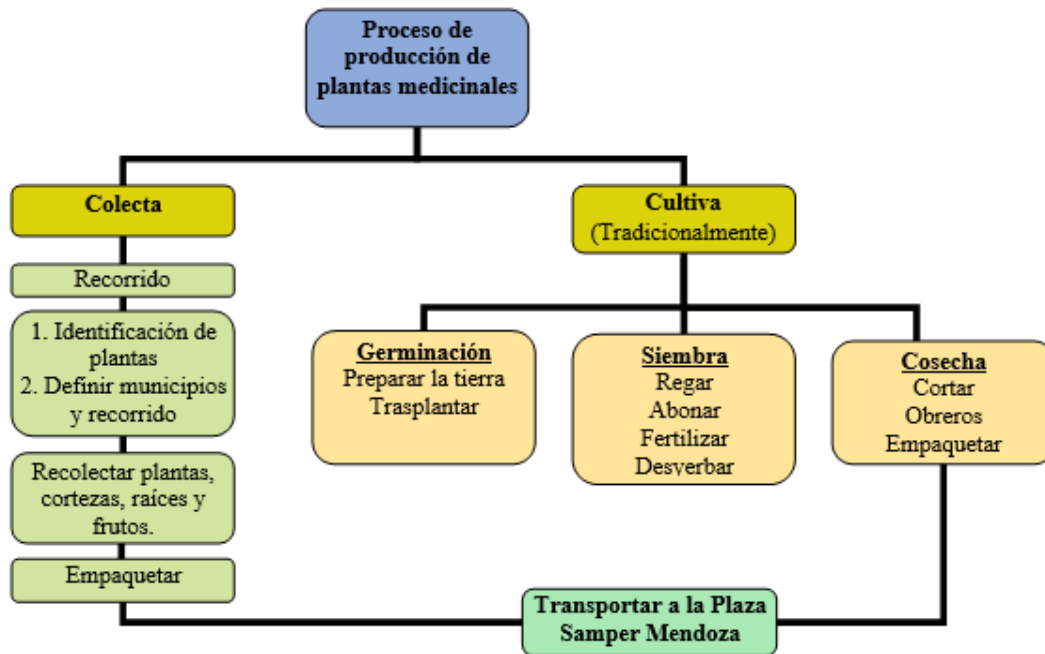 Proceso de
producción de
plantas medicinales
Colecta
Recorrido
1. Identificación de
plantas
2. Definir municipios
y recorrido
Recolectar plantas,
cortezas, raíces y
frutos.
Empaquetar
Cultiva
(Tradicionalmente)
Germinación
Preparar la tierra
Trasplantar
Siembra
Regar
Abonar
Fertilizar
Desyerbar
Cosecha
Cortar
Obreros
Empaquetar
Transportar a la Plaza
Samper Mendoza